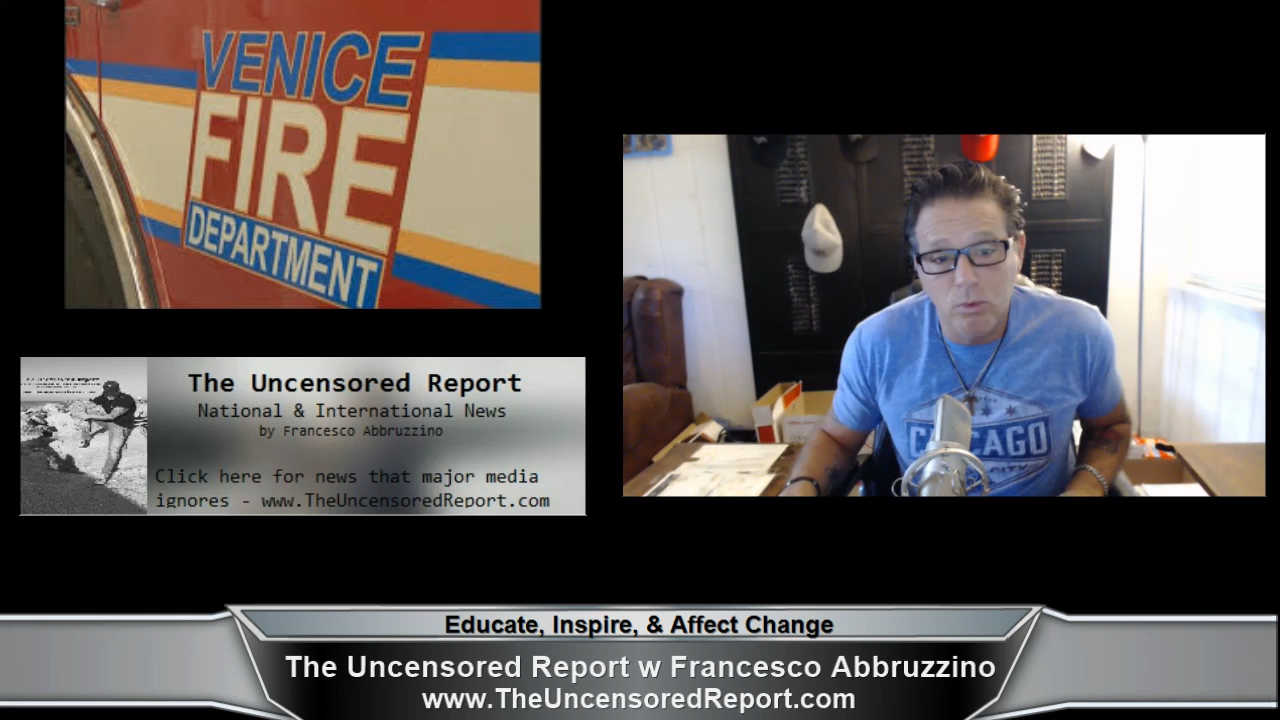 VENICE
FIRE
DEPARTMENT
The Uncensored Report
National & International News
by Francesco Abbruzzino
Click here for news that major media
ignores - www.TheUncensoredReport.com
CHICAGO
Educate, Inspire, & Affect Change
The Uncensored Report w Francesco Abbruzzino
www.TheUncensoredReport.com